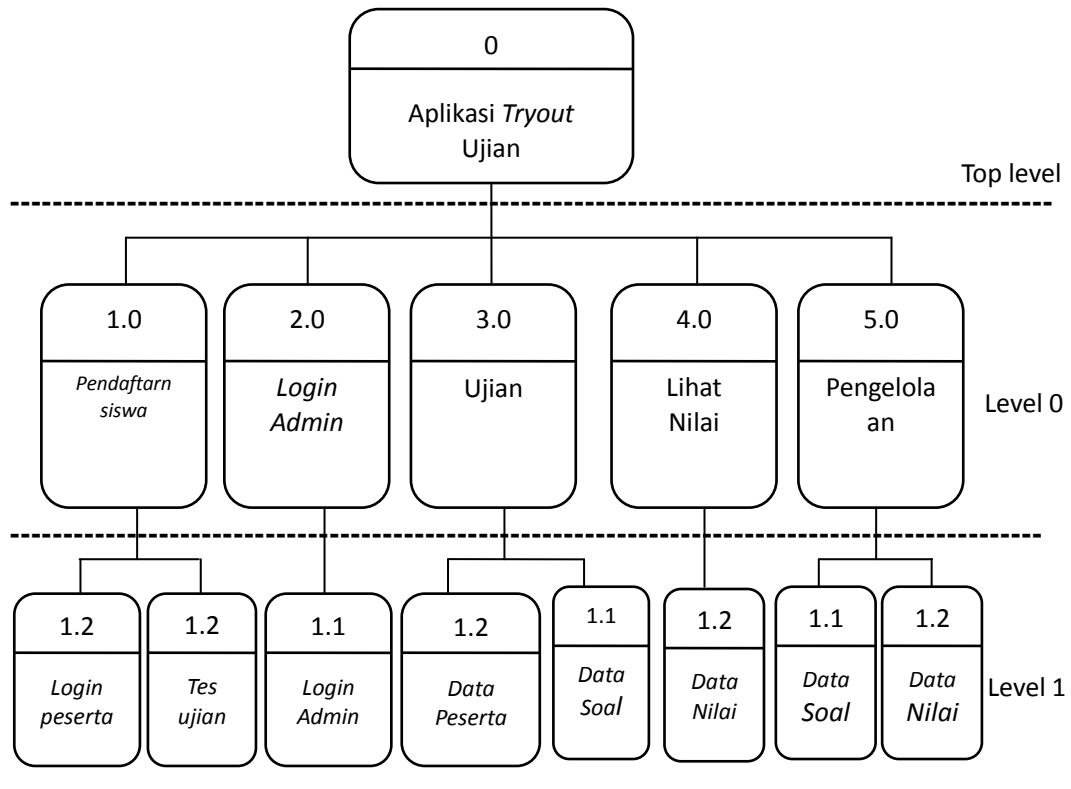 0
Aplikasi Tryout
Ujian
Top level
1.0
Pendaftarn
siswa
2.0
Login
Admin
3.0
Ujian
4.0
Lihat
Nilai
5.0
Pengelola
an
Level 0
1.2
Login
peserta
1.2
Tes
ujian
1.1
Login
Admin
1.2
Data
Peserta
1.1
Data
Soal
1.2
Data
Nilai
1.1
Data
Soal
1.2
Data
Nilai
Level 1